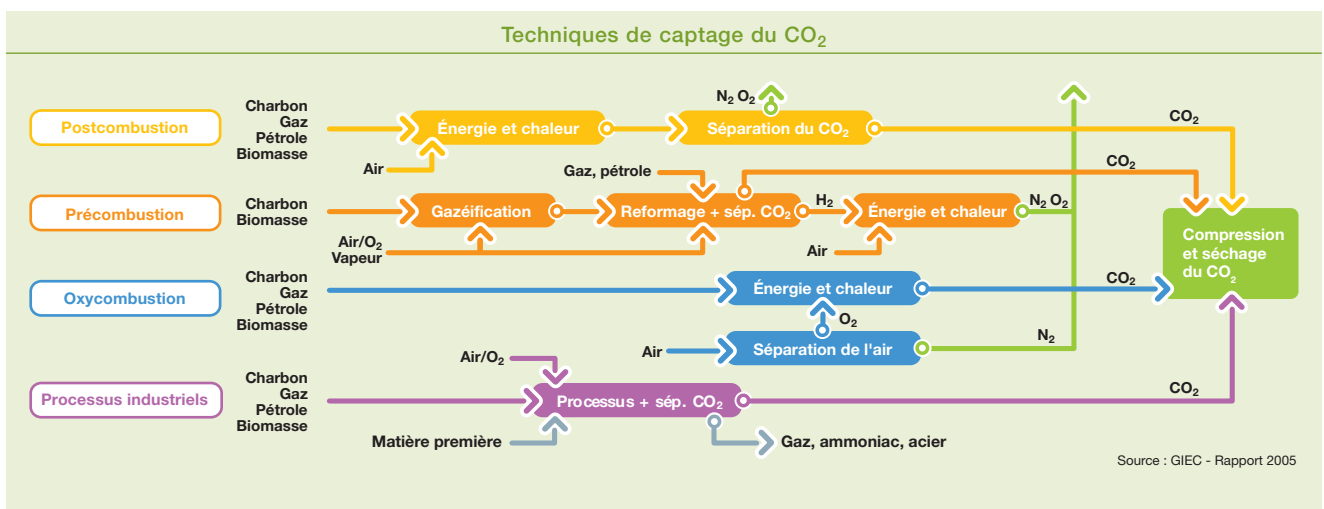 Techniques de captage du CO₂
Postcombustion
Charbon
Gaz
Pétrole
Biomasse
Air
Énergie et chaleur
N₂ O₂
Séparation du CO₂
CO₂
Précombustion
Charbon
Biomasse
Air/O₂
Vapeur
Gazéification
Gaz, pétrole
Reformage + sép. CO₂
H₂
Air
Énergie et chaleur
N₂ O₂
CO₂
Compression
et séchage
du CO₂
Oxycombustion
Charbon
Gaz
Pétrole
Biomasse
Énergie et chaleur
CO₂
O₂
Air
Séparation de l'air
N₂
Processus industriels
Charbon
Gaz
Pétrole
Biomasse
Air/O₂
Processus + sép. CO₂
CO₂
Matière première
Gaz, ammoniac, acier
Source : GIEC - Rapport 2005